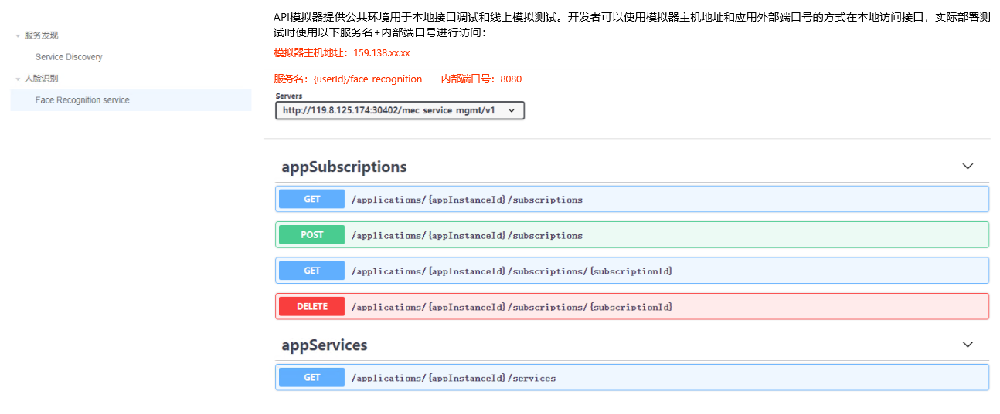 服务发现
Service Discovery
人脸识别
Face Recognition service
API模拟器提供公共环境用于本地接口调试和线上模拟测试。开发者可以使用模拟器主机地址和应用外部端口号的方式在本地访问接口，实际部署测
试时使用以下服务名+内部端口号进行访问：
模拟器主机地址：159.138.xx.xx
服务名：{userId}/face-recognition 内部端口号：8080
Servers
http://119.8.125.174:30402/mec_service_mgmt/v1
appSubscriptions
GET /applications/{appInstanceId}/subscriptions
POST /applications/{appInstanceId}/subscriptions
GET /applications/{appInstanceId}/subscriptions/{subscriptionId}
DELETE /applications/{appInstanceId}/subscriptions/{subscriptionId}
appServices
GET /applications/{appInstanceId}/services